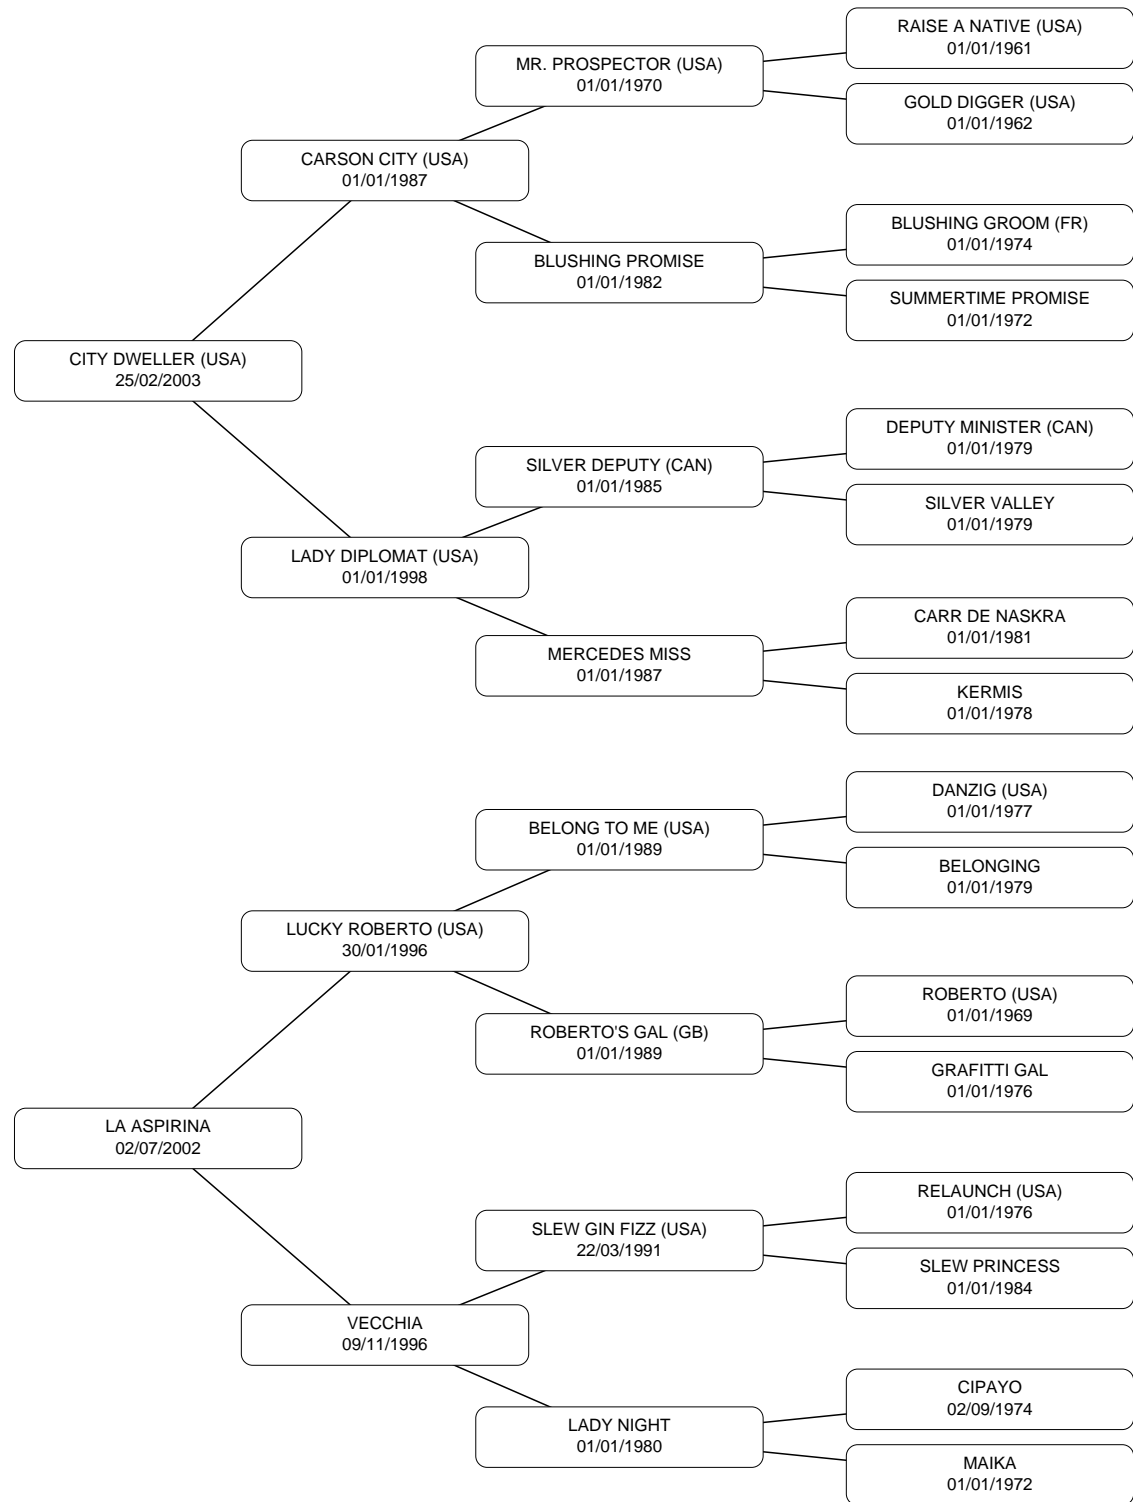 RAISE A NATIVE (USA)
01/01/1961
MR. PROSPECTOR (USA)
01/01/1970
GOLD DIGGER (USA)
01/01/1962
CARSON CITY (USA)
01/01/1987
BLUSHING GROOM (FR)
01/01/1974
BLUSHING PROMISE
01/01/1982
SUMMERTIME PROMISE
01/01/1972
CITY DWELLER (USA)
25/02/2003
DEPUTY MINISTER (CAN)
01/01/1979
SILVER DEPUTY (CAN)
01/01/1985
SILVER VALLEY
01/01/1979
LADY DIPLOMAT (USA)
01/01/1998
CARR DE NASKRA
01/01/1981
MERCEDES MISS
01/01/1987
KERMIS
01/01/1978
DANZIG (USA)
01/01/1977
BELONG TO ME (USA)
01/01/1989
BELONGING
01/01/1979
LUCKY ROBERTO (USA)
30/01/1996
ROBERTO (USA)
01/01/1969
ROBERTO'S GAL (GB)
01/01/1989
GRAFITTI GAL
01/01/1976
LA ASPIRINA
02/07/2002
RELAUNCH (USA)
01/01/1976
SLEW GIN FIZZ (USA)
22/03/1991
SLEW PRINCESS
01/01/1984
VECCHIA
09/11/1996
CIPAYO
02/09/1974
LADY NIGHT
01/01/1980
MAIKA
01/01/1972